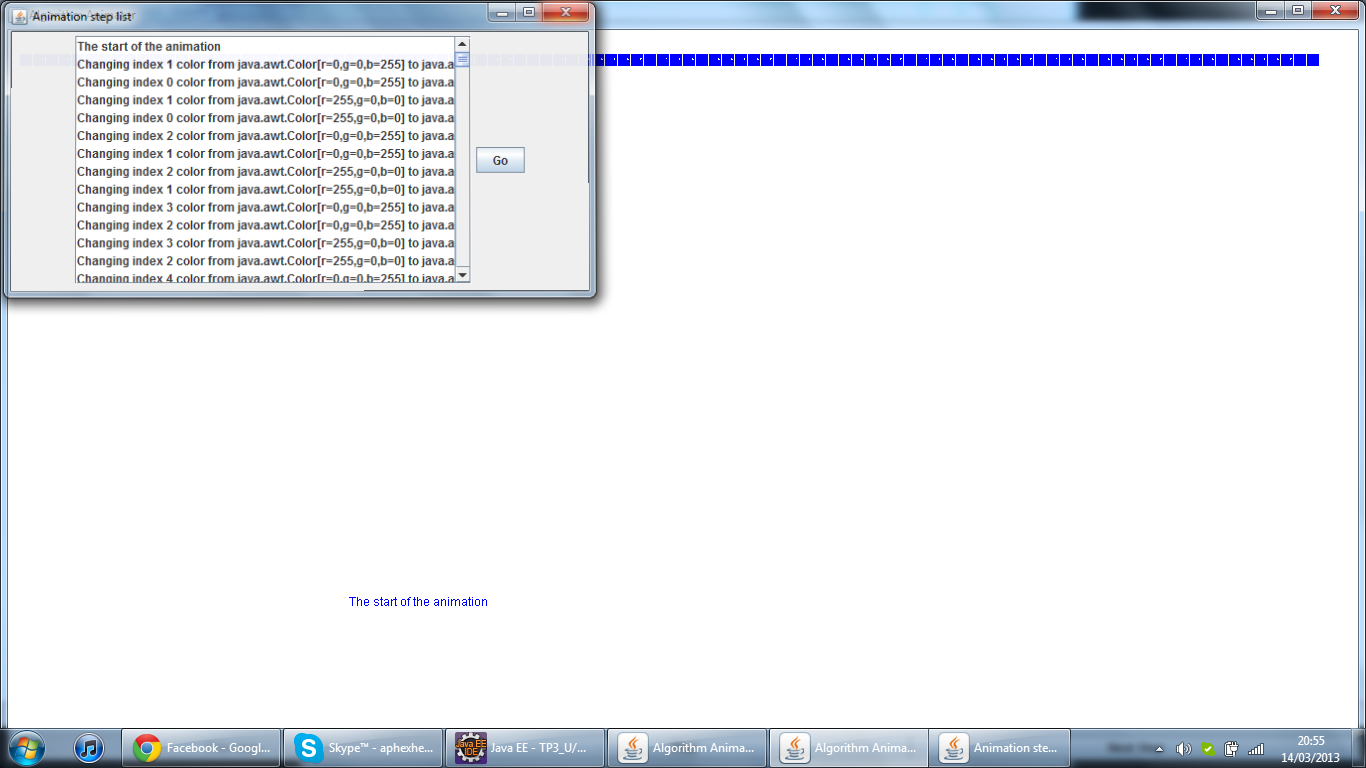 Animation step list
The start of the animation
Changing index 1 color from java.awt.Color[r=0,g=0,b=255] to java.a
Changing index 0 color from java.awt.Color[r=0,g=0,b=255] to java.a
Changing index 1 color from java.awt.Color[r=255,g=0,b=0] to java.a
Changing index 0 color from java.awt.Color[r=255,g=0,b=0] to java.a
Changing index 2 color from java.awt.Color[r=0,g=0,b=255] to java.a
Changing index 1 color from java.awt.Color[r=0,g=0,b=255] to java.a
Changing index 2 color from java.awt.Color[r=255,g=0,b=0] to java.a
Changing index 1 color from java.awt.Color[r=255,g=0,b=0] to java.a
Changing index 3 color from java.awt.Color[r=0,g=0,b=255] to java.a
Changing index 2 color from java.awt.Color[r=0,g=0,b=255] to java.a
Changing index 3 color from java.awt.Color[r=255,g=0,b=0] to java.a
Changing index 2 color from java.awt.Color[r=255,g=0,b=0] to java.a
Changing index 4 color from java.awt.Color[r=0,g=0,b=255] to java.a
Go
The start of the animation
Facebook - Googl...
Skype™ - aphexhe...
Java EE IDE
Java EE - TP3_U/...
Algorithm Anima...
Algorithm Anima...
Animation ste...
20:55
14/03/2013